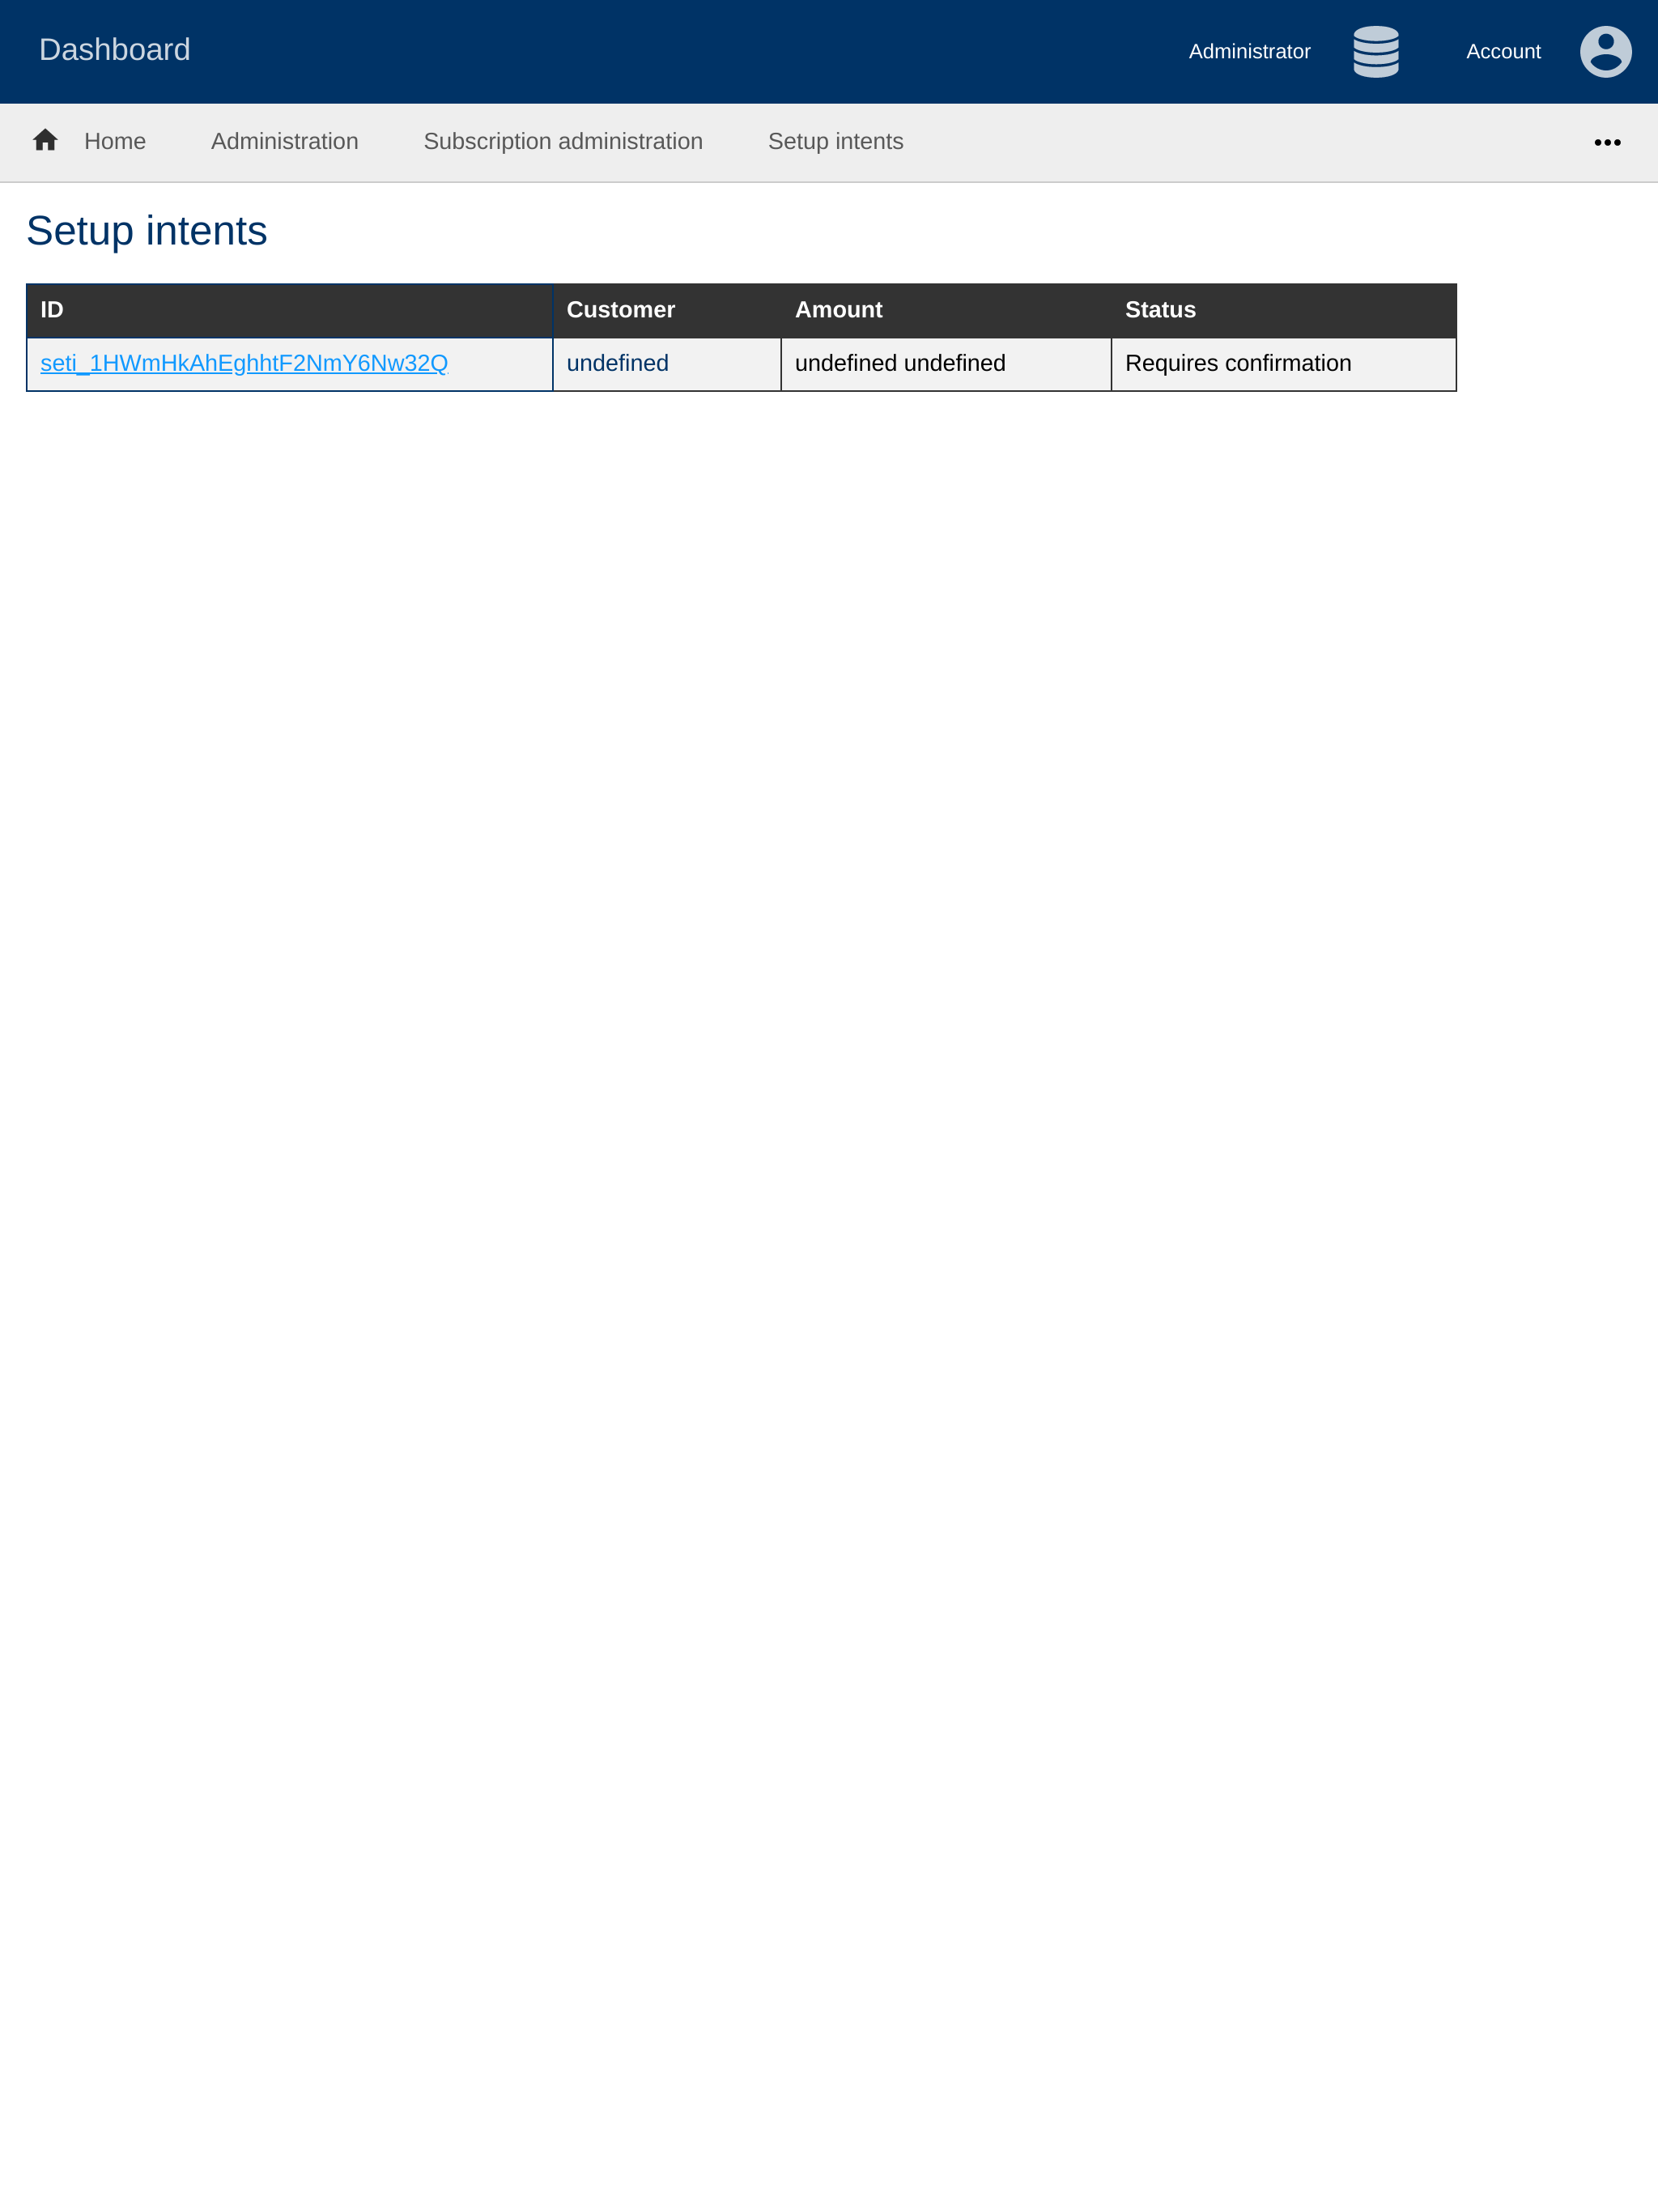 Dashboard Administrator Account
Home Administration Subscription administration Setup intents
Setup intents
ID Customer Amount Status
seti_1HWmHkAhEghhtF2NmY6Nw32Q undefined undefined undefined Requires confirmation